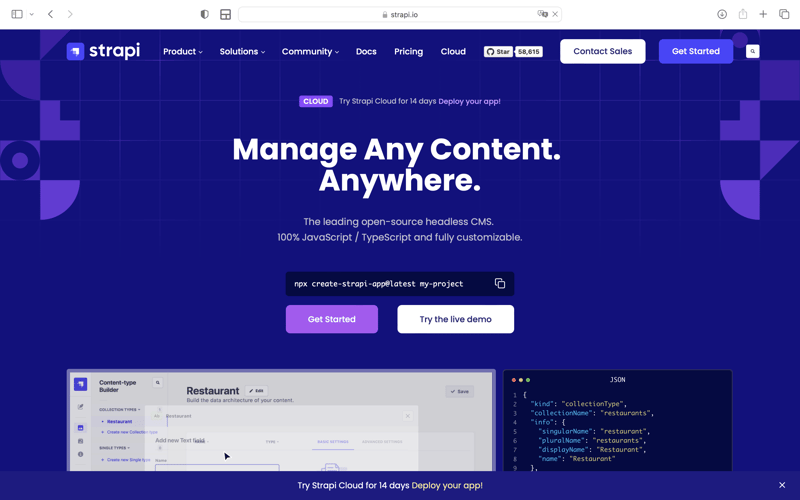 strapi.io
strapi
Product
Solutions
Community
Docs
Pricing
Cloud
Star
58,615
Contact Sales
Get Started
CLOUD Try Strapi Cloud for 14 days Deploy your app!
Manage Any Content.
Anywhere.
The leading open-source headless CMS.
100% JavaScript / TypeScript and fully customizable.
npx create-strapi-app@latest my-project
Get Started
Try the live demo
Content-type
Builder
COLLECTION TYPES
Restaurant
Create new Collection type
SINGLE TYPES
Create new Single type
Restaurant
Edit
Build the data architecture of your content.
Save
Restaurant
Add new Text field
TYPE
BASIC SETTINGS
ADVANCED SETTINGS
Name
JSON
1 {
2 "kind": "collectionType",
3 "collectionName": "restaurants",
4 "info": {
5 "singularName": "restaurant",
6 "pluralName": "restaurants",
7 "displayName": "Restaurant",
8 "name": "Restaurant"
9 },
Try Strapi Cloud for 14 days Deploy your app!